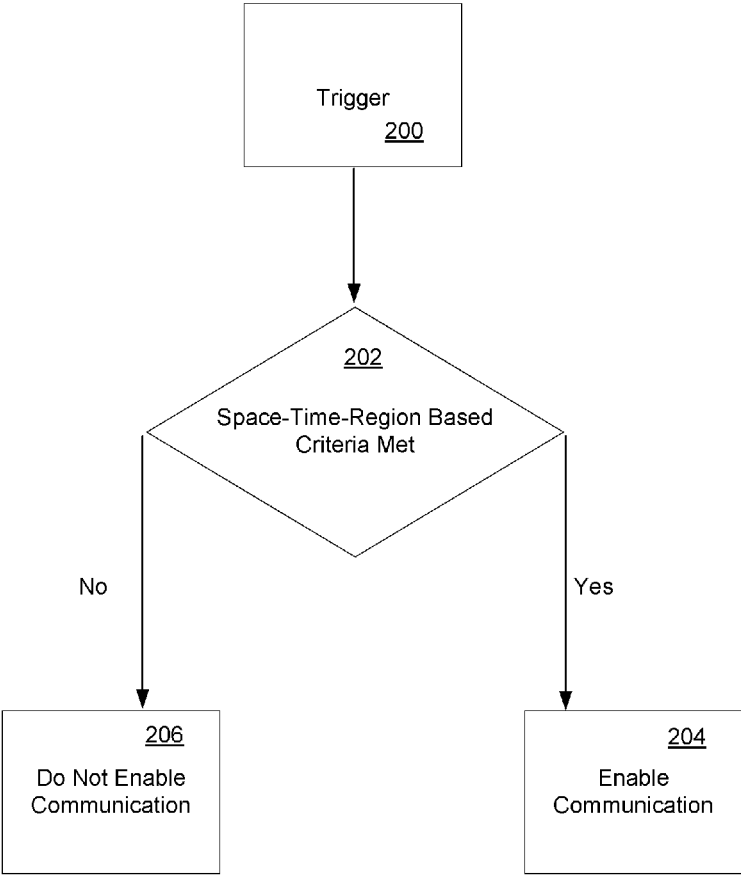 Trigger
200
202
Space-Time-Region Based
Criteria Met
No
Yes
206
Do Not Enable
Communication
204
Enable
Communication